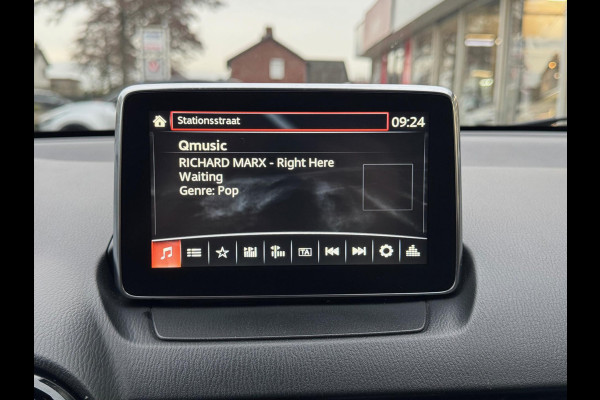 Stationsstraat 09:24
Qmusic
RICHARD MARX - Right Here
Waiting
Genre: Pop
TA